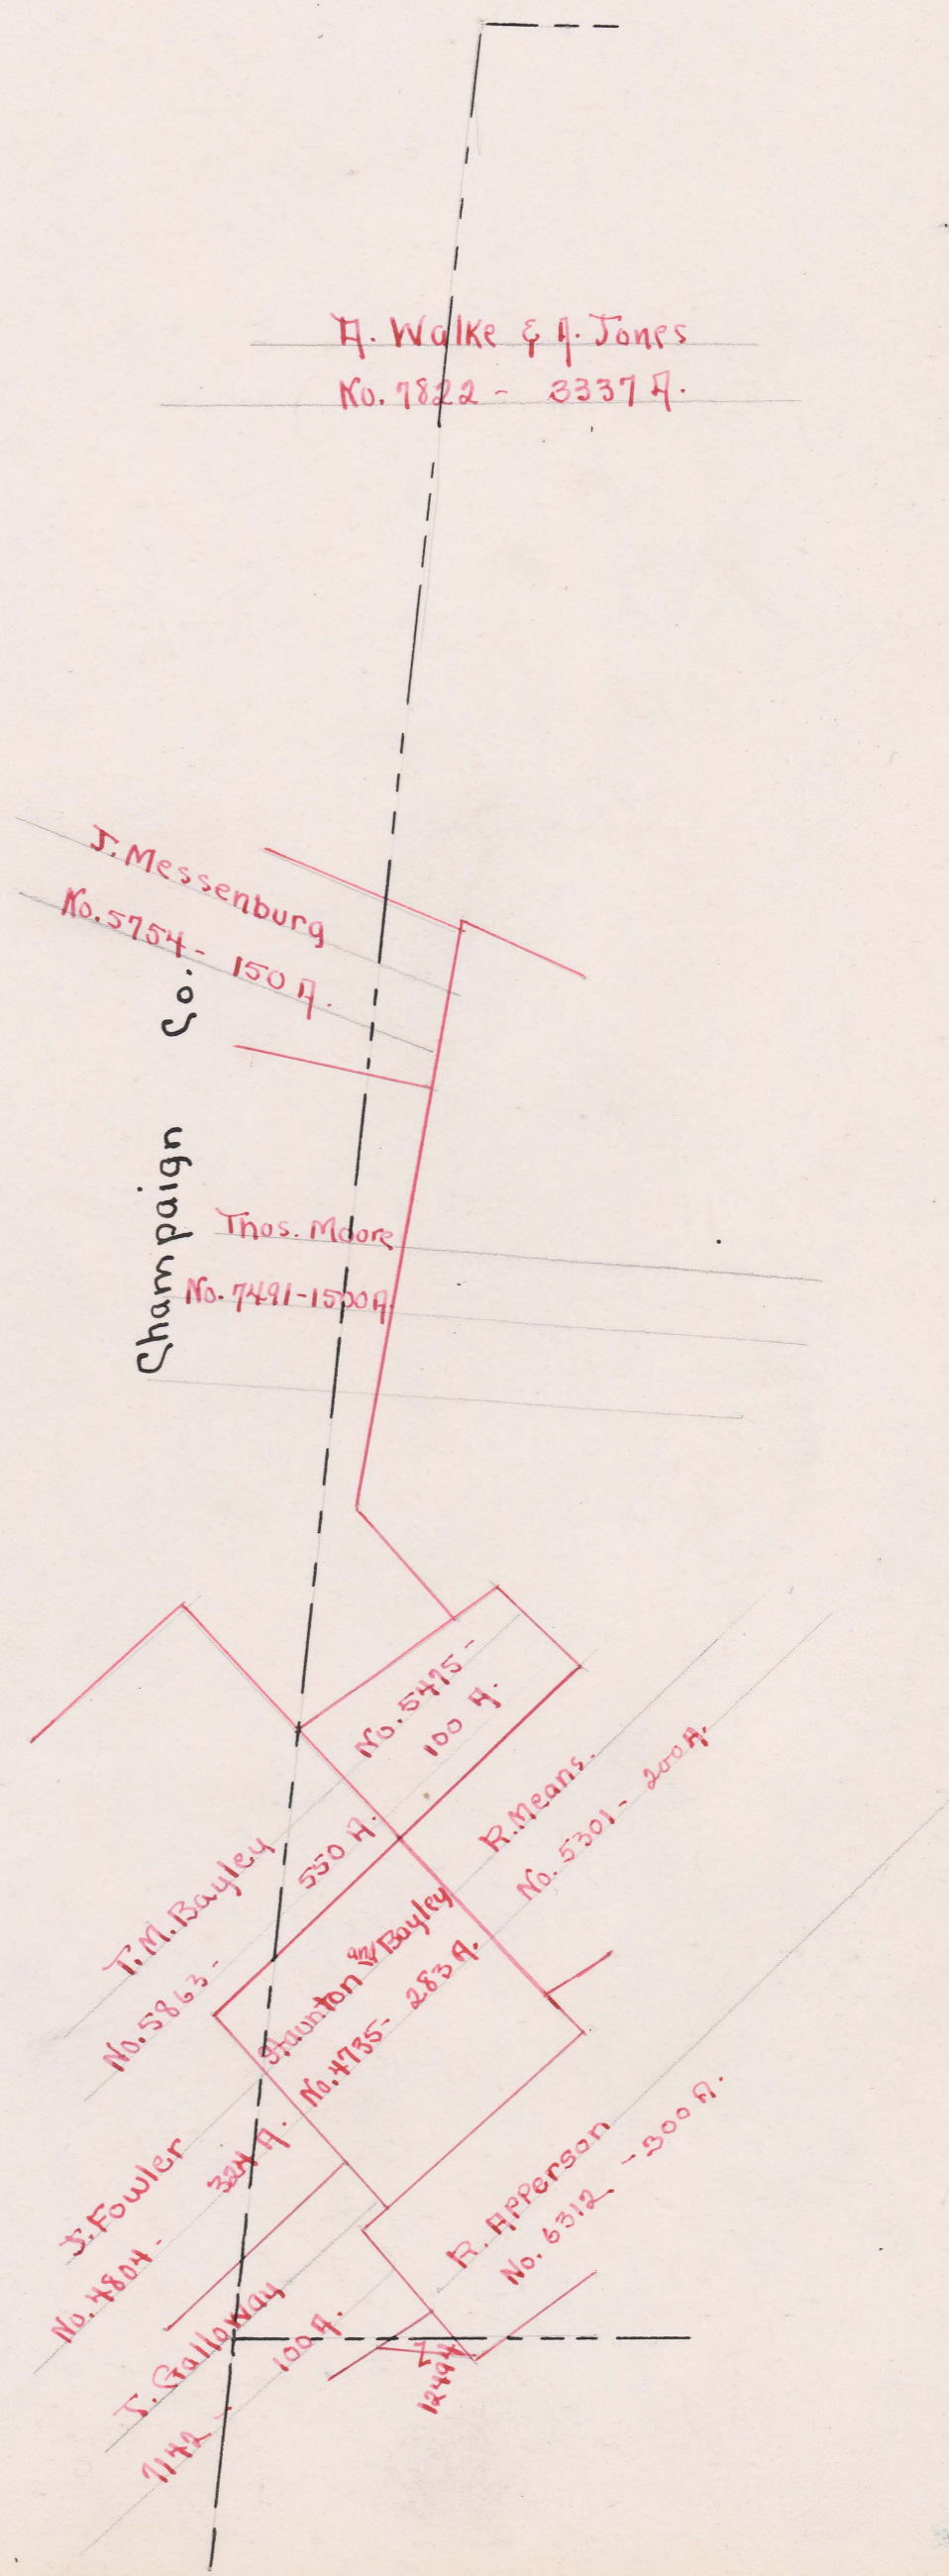 A. Walke & A. Jones
No. 7822 - 3337 A.
J. Messenburg
No. 5754 - 150 A.
Champaign Co.
Thos. Moore
No. 7491-1500 A.
No. 5475 -
100 A.
T. M. Bayley
No. 5863 - 550 A.
R. Means.
No. 5301 - 200 A.
Staunton and Bayley
No. 4735 - 283 A.
J. Fowler
No. 4804 - 324 A.
R. Apperson
No. 6312 - 300 A.
J. Galloway
7142 - 100 A.
12494